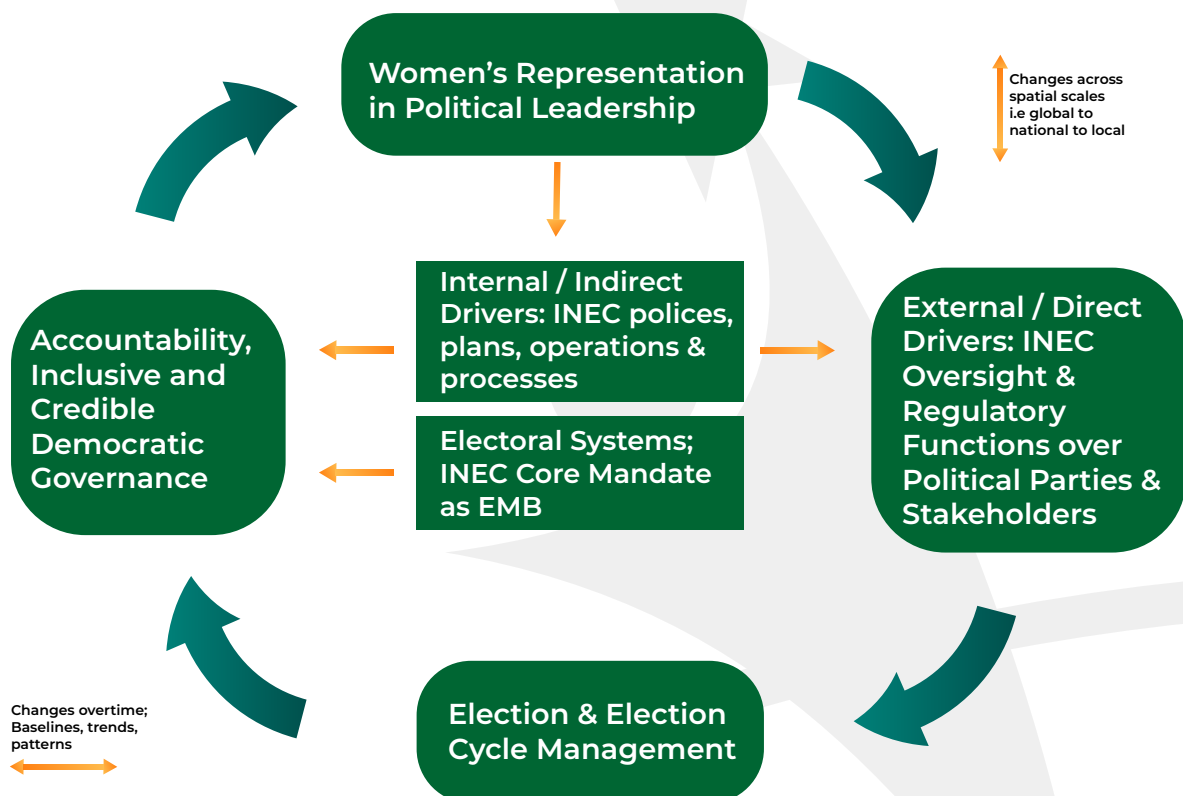 Women’s Representation
in Political Leadership
Changes across
spatial scales
i.e global to
national to local
Internal / Indirect
Drivers: INEC polices,
plans, operations &
processes
External / Direct
Drivers: INEC
Oversight &
Regulatory
Functions over
Political Parties &
Stakeholders
Accountability,
Inclusive and
Credible
Democratic
Governance
Electoral Systems;
INEC Core Mandate
as EMB
Election & Election
Cycle Management
Changes overtime;
Baselines, trends,
patterns